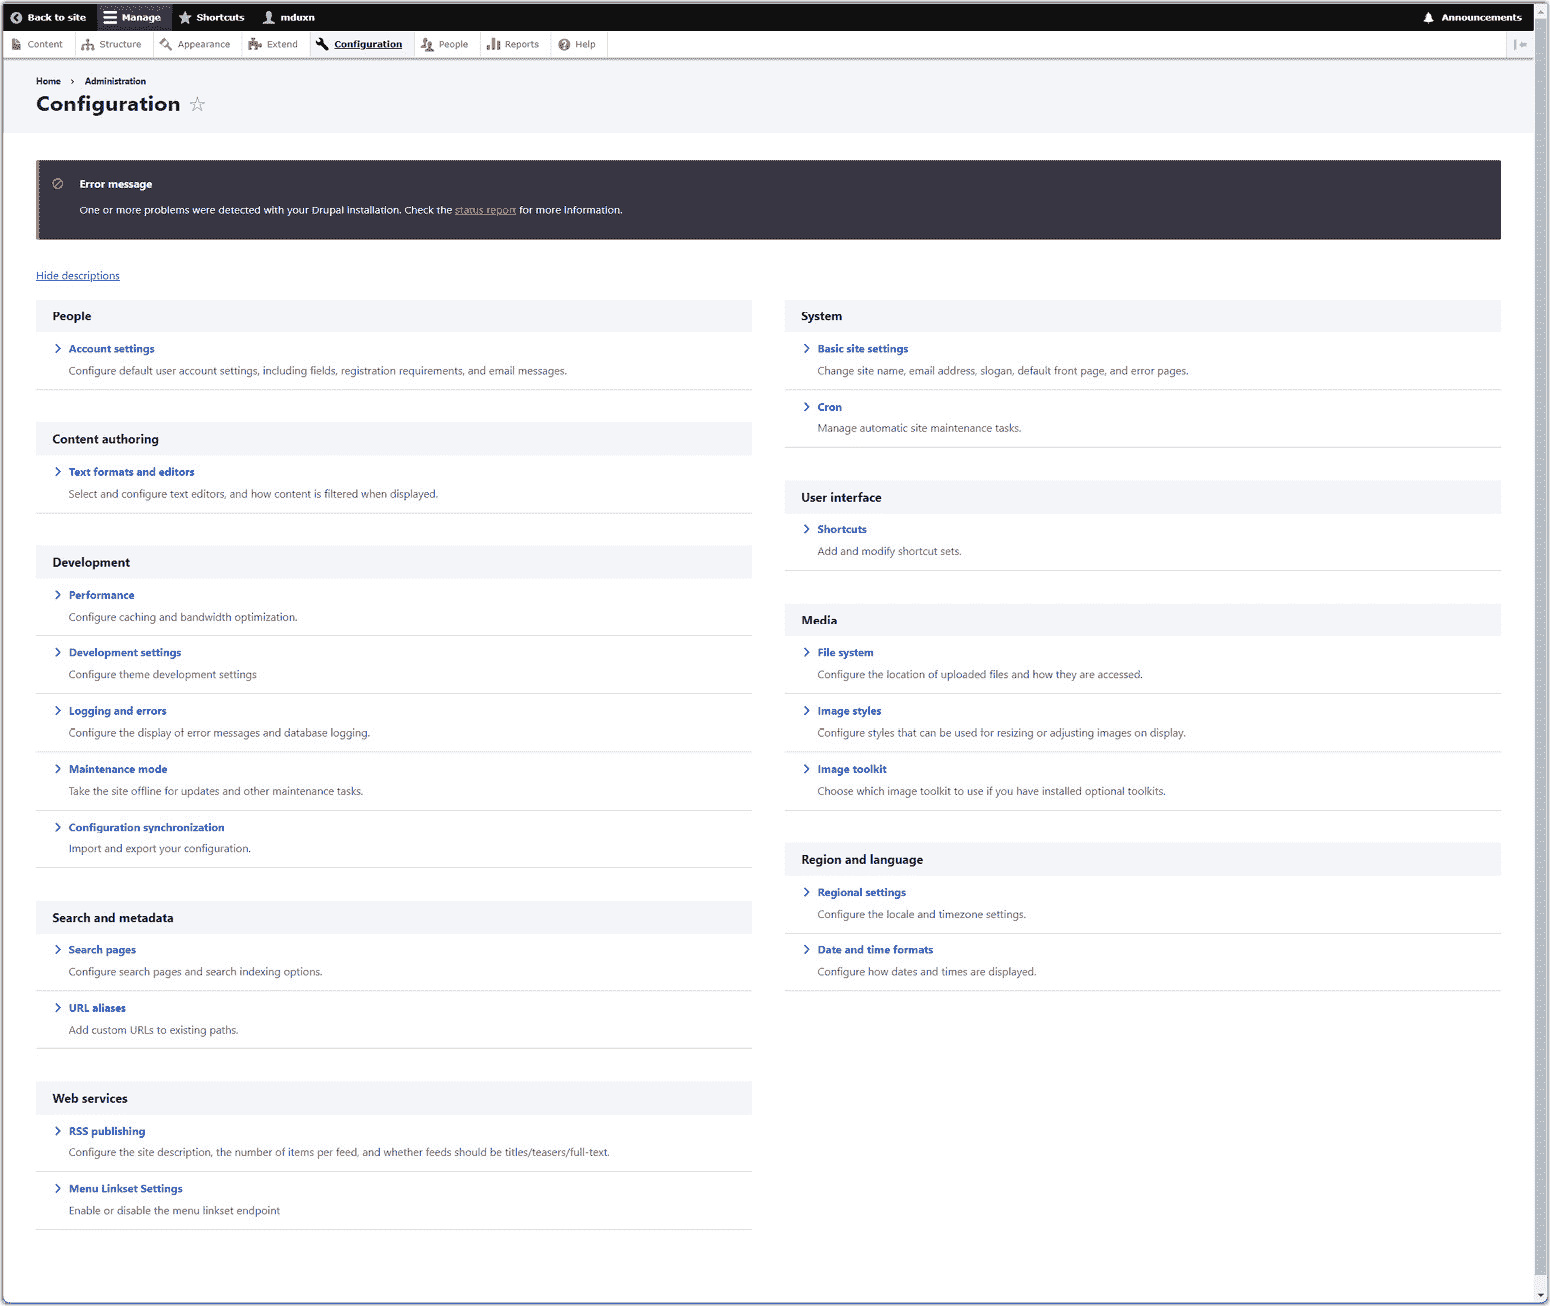 Back to site Manage Shortcuts mduxn Announcements
Content Structure Appearance Extend Configuration People Reports Help
Home › Administration
Configuration
Error message
One or more problems were detected with your Drupal installation. Check the status report for more information.
Hide descriptions
People
Account settings
Configure default user account settings, including fields, registration requirements, and email messages.
Content authoring
Text formats and editors
Select and configure text editors, and how content is filtered when displayed.
Development
Performance
Configure caching and bandwidth optimization.
Development settings
Configure theme development settings
Logging and errors
Configure the display of error messages and database logging.
Maintenance mode
Take the site offline for updates and other maintenance tasks.
Configuration synchronization
Import and export your configuration.
Search and metadata
Search pages
Configure search pages and search indexing options.
URL aliases
Add custom URLs to existing paths.
Web services
RSS publishing
Configure the site description, the number of items per feed, and whether feeds should be titles/teasers/full-text.
Menu Linkset Settings
Enable or disable the menu linkset endpoint
System
Basic site settings
Change site name, email address, slogan, default front page, and error pages.
Cron
Manage automatic site maintenance tasks.
User interface
Shortcuts
Add and modify shortcut sets.
Media
File system
Configure the location of uploaded files and how they are accessed.
Image styles
Configure styles that can be used for resizing or adjusting images on display.
Image toolkit
Choose which image toolkit to use if you have installed optional toolkits.
Region and language
Regional settings
Configure the locale and timezone settings.
Date and time formats
Configure how dates and times are displayed.